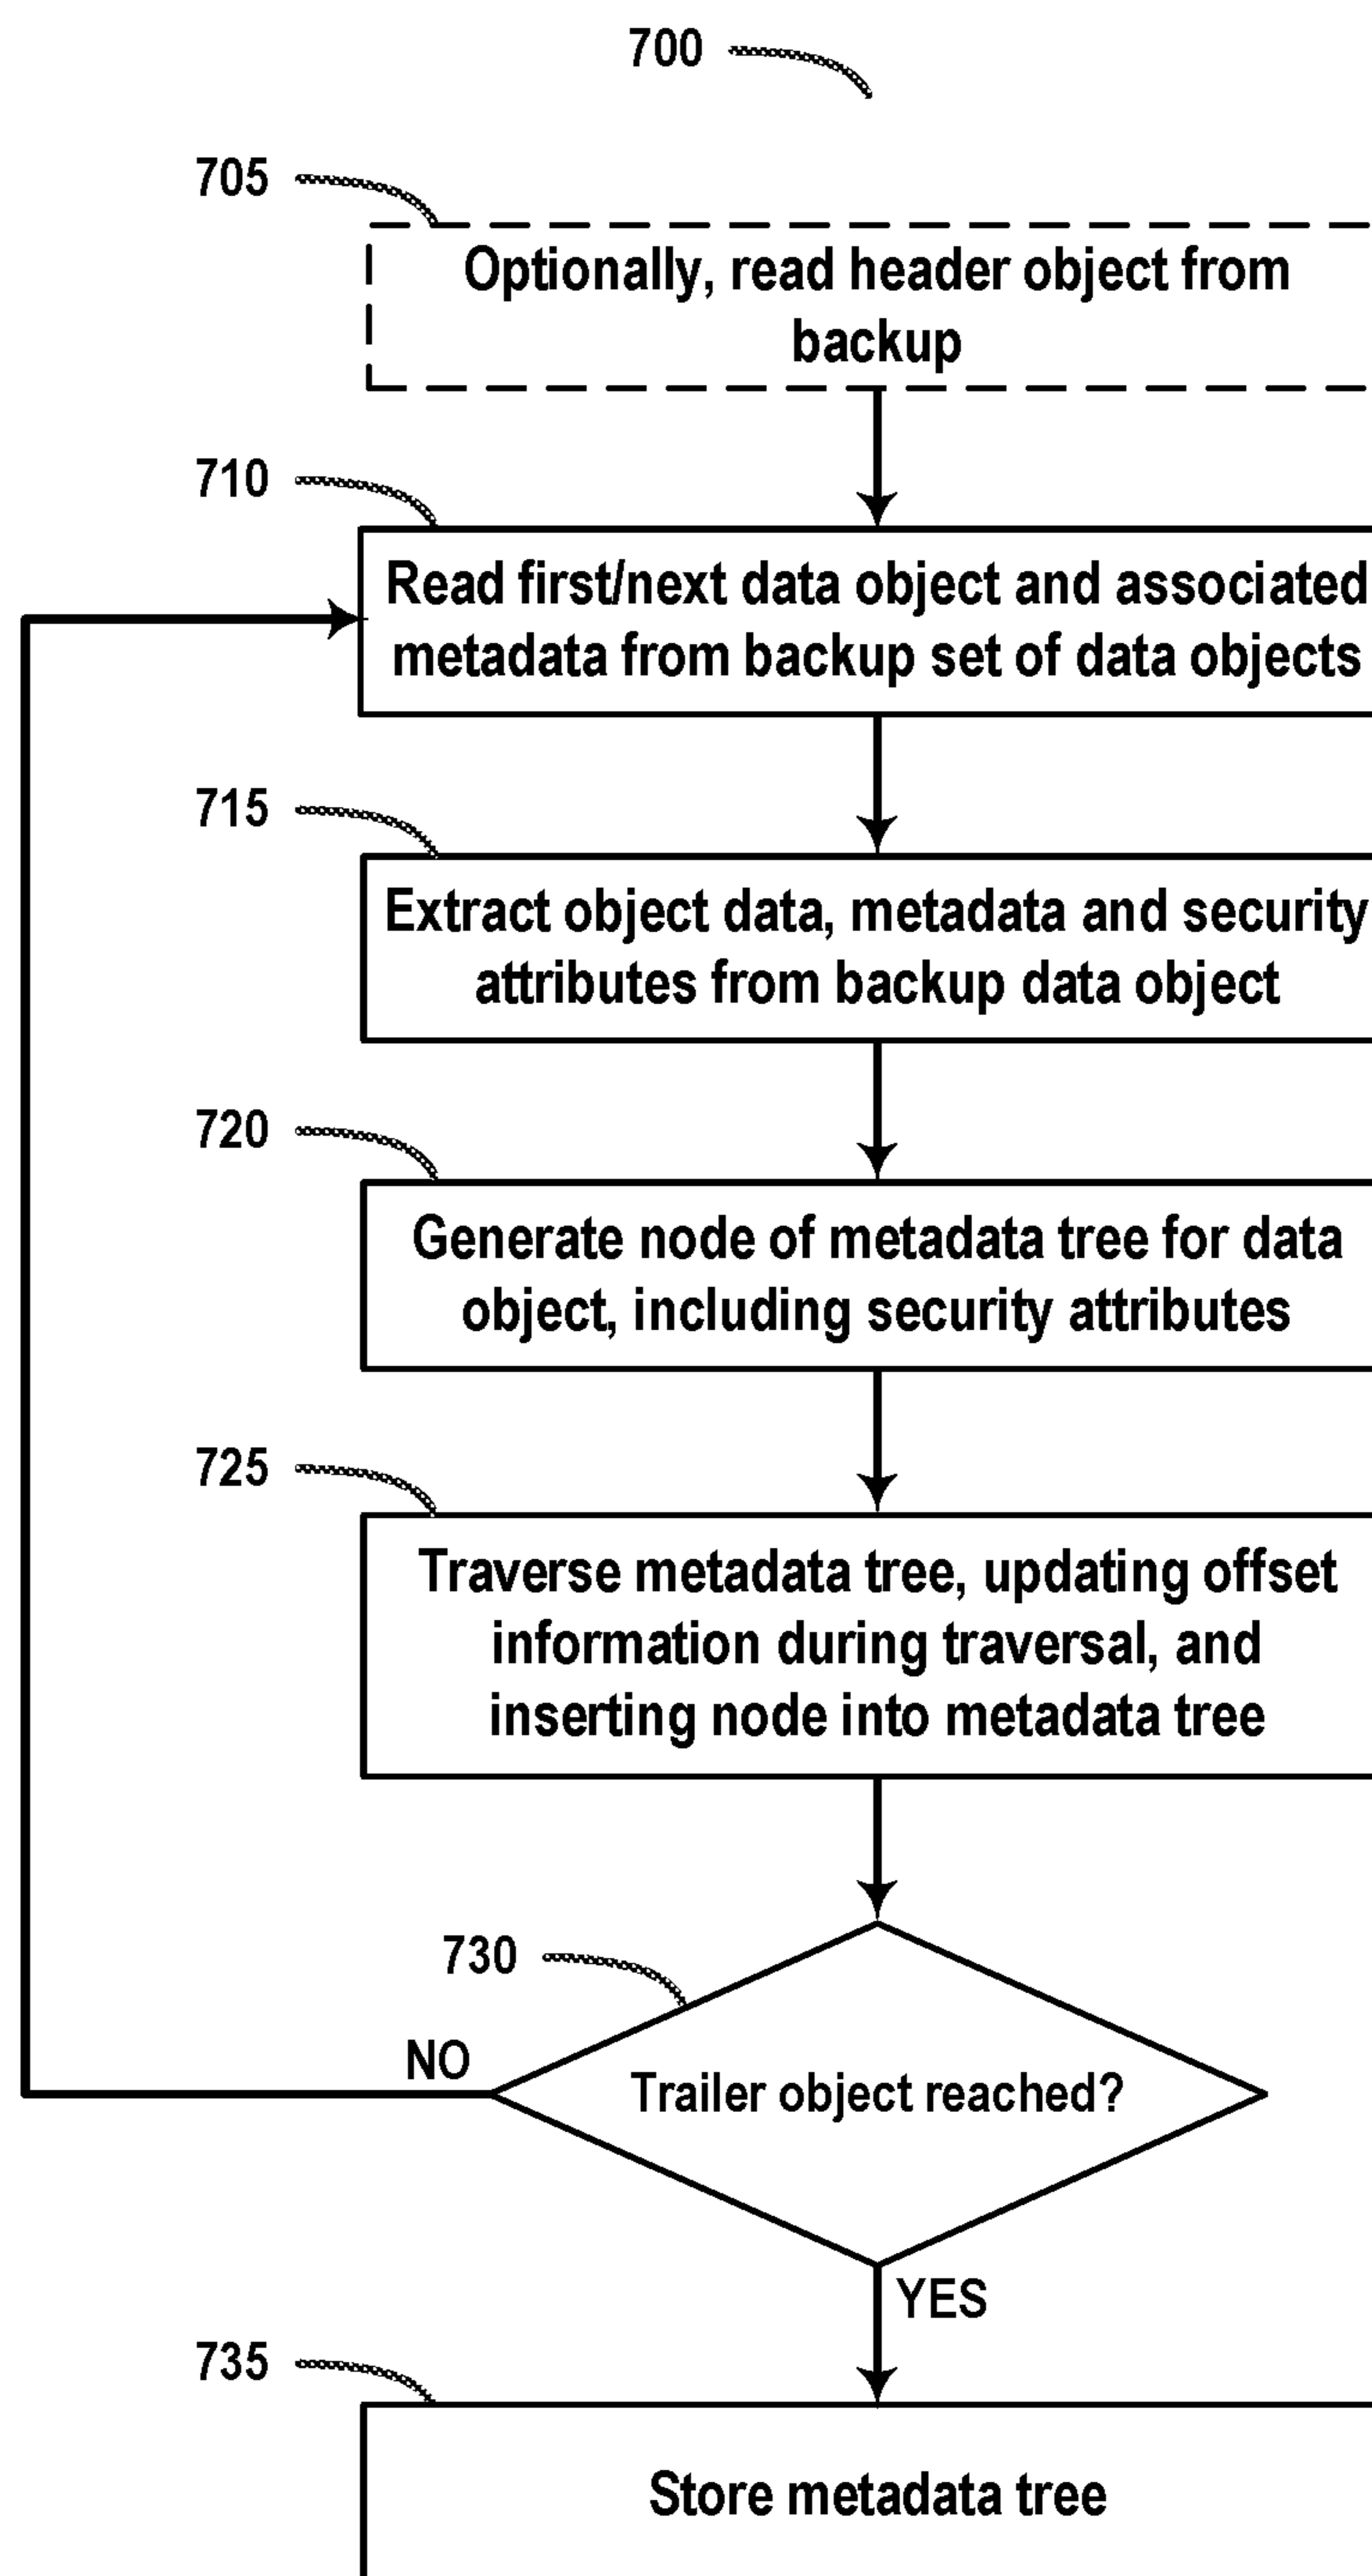 700
705
Optionally, read header object from
backup
710
Read first/next data object and associated
metadata from backup set of data objects
715
Extract object data, metadata and security
attributes from backup data object
720
Generate node of metadata tree for data
object, including security attributes
725
Traverse metadata tree, updating offset
information during traversal, and
inserting node into metadata tree
730
NO
Trailer object reached?
YES
735
Store metadata tree